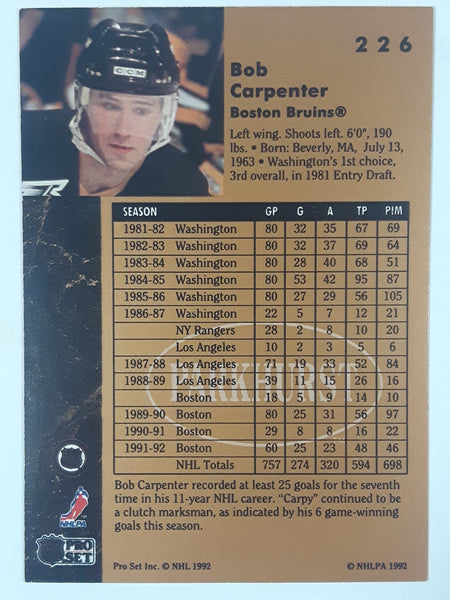 226
Bob
Carpenter
Boston Bruins®
Left wing. Shoots left. 6'0", 190
lbs. • Born: Beverly, MA, July 13,
1963 • Washington's 1st choice,
3rd overall, in 1981 Entry Draft.
CCM
SEASON GP G A TP PIM
1981-82 Washington 80 32 35 67 69
1982-83 Washington 80 32 37 69 64
1983-84 Washington 80 28 40 68 51
1984-85 Washington 80 53 42 95 87
1985-86 Washington 80 27 29 56 105
1986-87 Washington 22 5 7 12 21
NY Rangers 28 2 8 10 20
Los Angeles 10 2 3 5 6
1987-88 Los Angeles 71 19 33 52 84
1988-89 Los Angeles 39 11 15 26 16
Boston 18 5 9 14 10
1989-90 Boston 80 25 31 56 97
1990-91 Boston 29 8 8 16 22
1991-92 Boston 60 25 23 48 46
NHL Totals 757 274 320 594 698
PARKHURST
Bob Carpenter recorded at least 25 goals for the seventh
time in his 11-year NHL career. "Carpy" continued to be
a clutch marksman, as indicated by his 6 game-winning
goals this season.
NHLPA
PRO
SET
Pro Set Inc. © NHL 1992 © NHLPA 1992